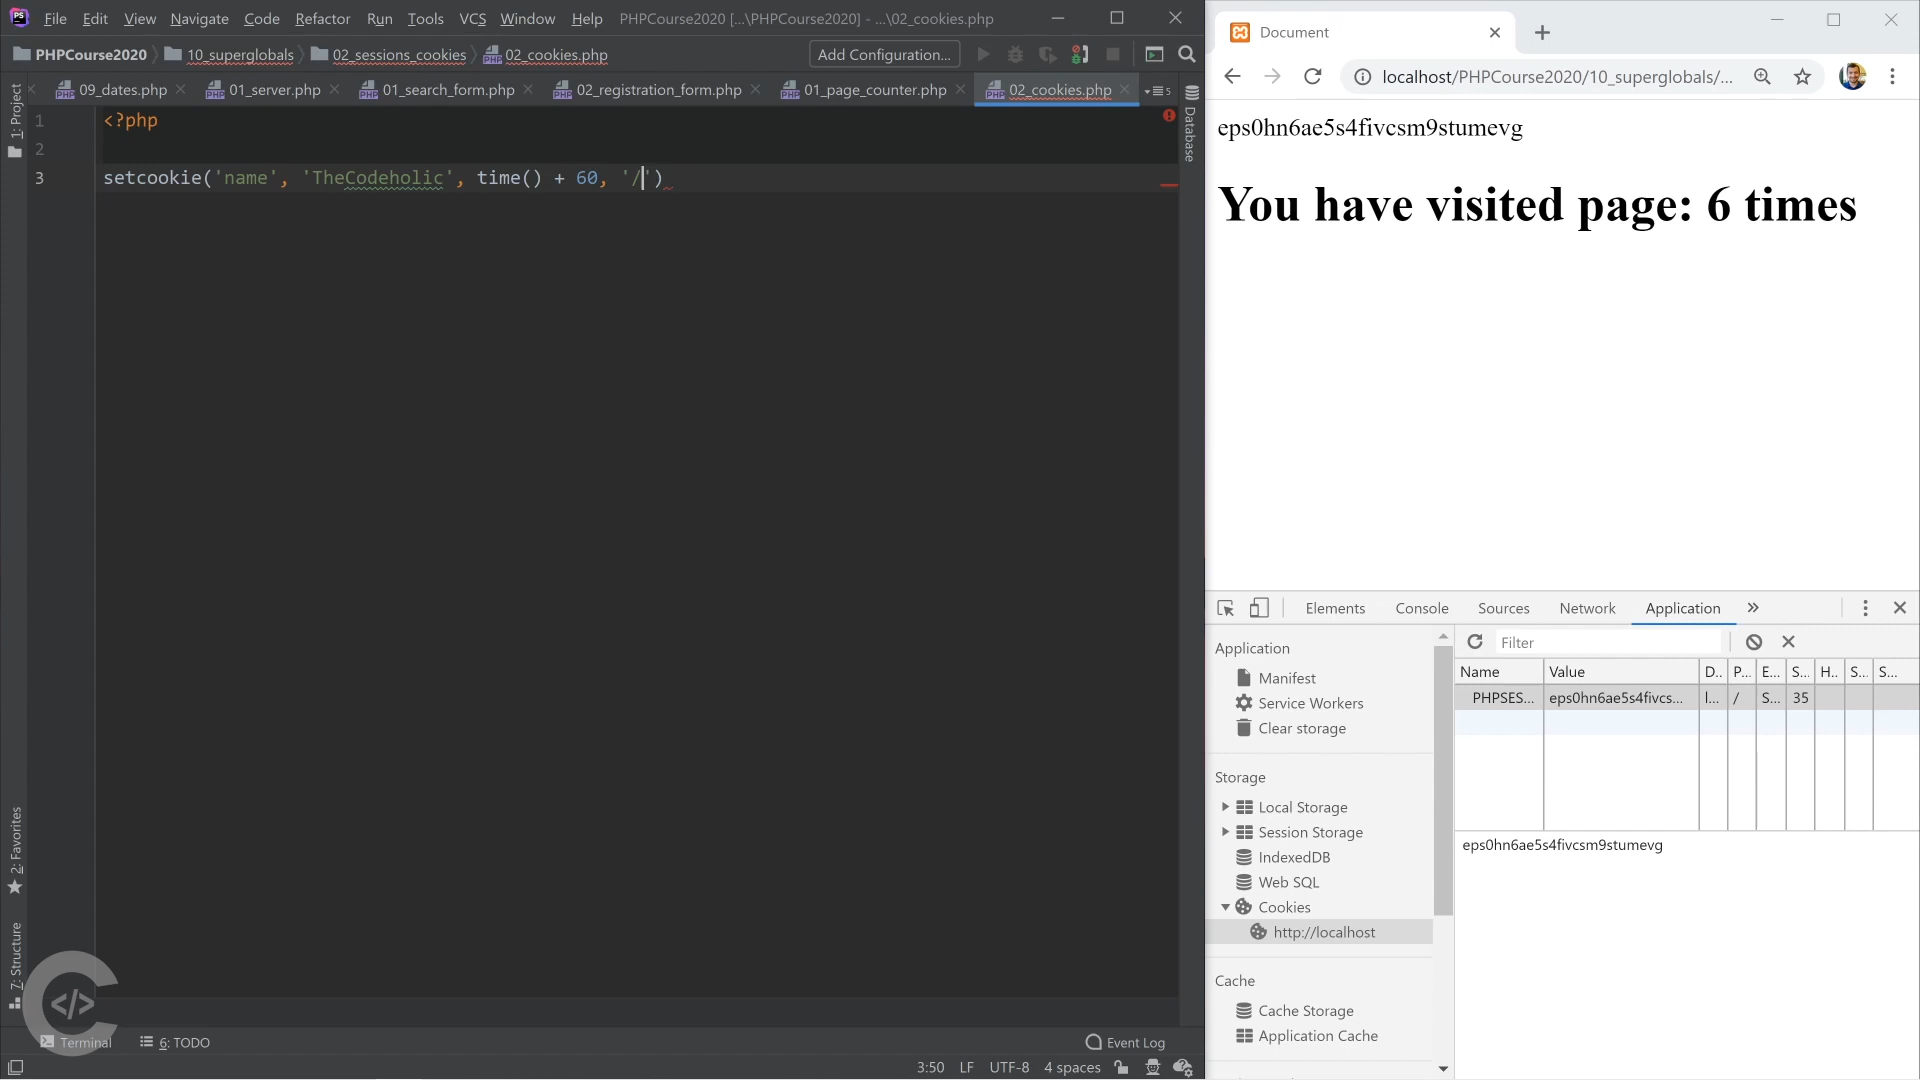 File Edit View Navigate Code Refactor Run Tools VCS Window Help PHPCourse2020 [...\PHPCourse2020] - ...\02_cookies.php
PHPCourse2020 10_superglobals 02_sessions_cookies 02_cookies.php Add Configuration...
09_dates.php 01_server.php 01_search_form.php 02_registration_form.php 01_page_counter.php 02_cookies.php 5
1: Project
Database
1 <?php
2
3 setcookie('name', 'TheCodeholic', time() + 60, '/')
2: Favorites
7: Structure
Terminal 6: TODO Event Log
3:50 LF UTF-8 4 spaces
Document
localhost/PHPCourse2020/10_superglobals/...
eps0hn6ae5s4fivcsm9stumevg
You have visited page: 6 times
Elements Console Sources Network Application
Application
Manifest
Service Workers
Clear storage
Storage
Local Storage
Session Storage
IndexedDB
Web SQL
Cookies
http://localhost
Cache
Cache Storage
Application Cache
Filter
Name Value D.. P... E... S... H.. S... S...
PHPSES... eps0hn6ae5s4fivcs... l... / S... 35
eps0hn6ae5s4fivcsm9stumevg